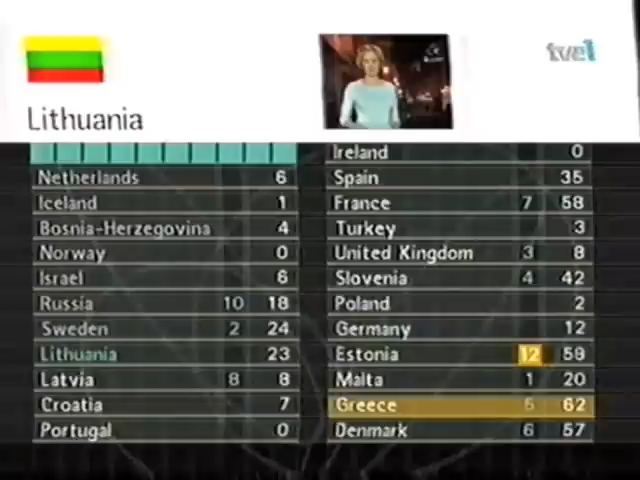 tve1
Lithuania
Ireland 0
Netherlands 6
Spain 35
Iceland 1
France 7 58
Bosnia-Herzegovina 4
Turkey 3
Norway 0
United Kingdom 3 8
Israel 6
Slovenia 4 42
Russia 10 18
Poland 2
Sweden 2 24
Germany 12
Lithuania 23
Estonia 12 58
Latvia 8 8
Malta 1 20
Croatia 7
Greece 5 62
Portugal 0
Denmark 6 57